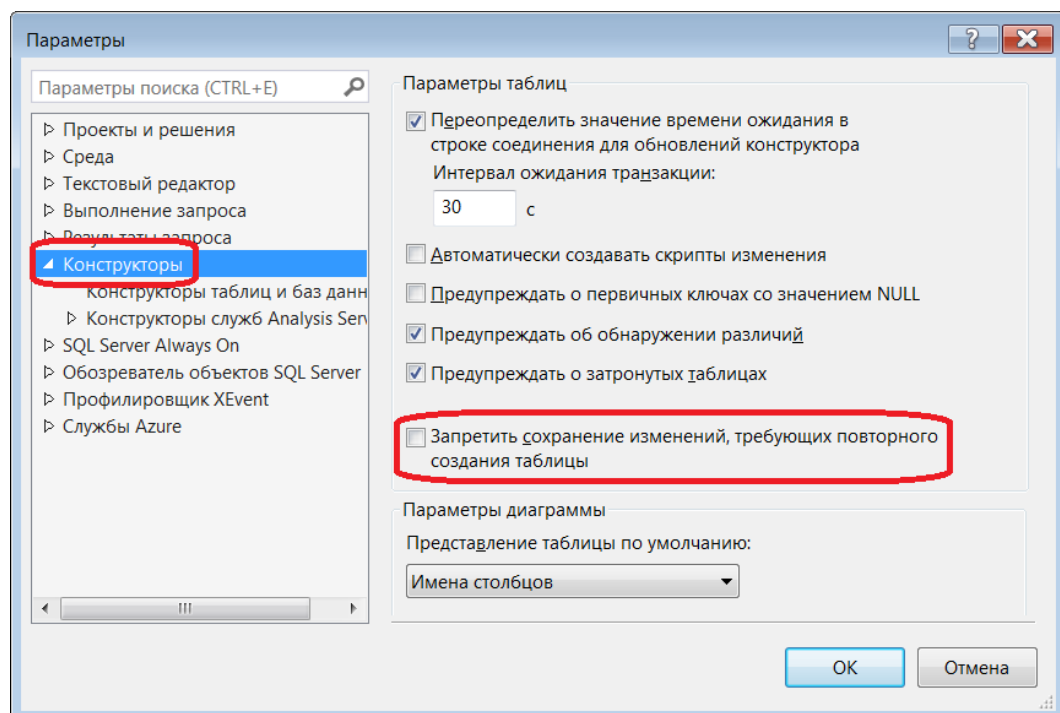 Параметры
Параметры поиска (CTRL+E)
Проекты и решения
Среда
Текстовый редактор
Выполнение запроса
Результаты запроса
Конструкторы
Конструкторы таблиц и баз данн
Конструкторы служб Analysis Serv
SQL Server Always On
Обозреватель объектов SQL Server
Профилировщик XEvent
Службы Azure
Параметры таблиц
Переопределить значение времени ожидания в
строке соединения для обновлений конструктора
Интервал ожидания транзакции:
30 с
Автоматически создавать скрипты изменения
Предупреждать о первичных ключах со значением NULL
Предупреждать об обнаружении различий
Предупреждать о затронутых таблицах
Запретить сохранение изменений, требующих повторного
создания таблицы
Параметры диаграммы
Представление таблицы по умолчанию:
Имена столбцов
OK
Отмена